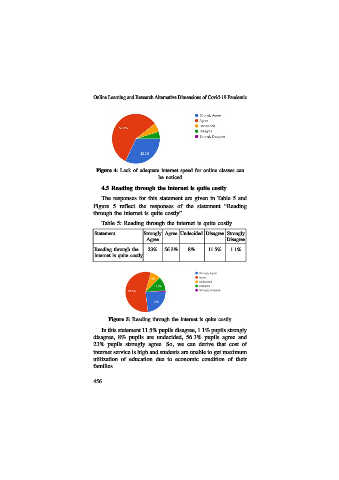 Online Learning and Research Alternative Dimensions of Covid-19 Pandemic
Strongly Agree
Agree
Undecided
Disagree
Strongly Disagree
Figure 4: Lack of adequate internet speed for online classes can
be noticed
4.5 Reading through the internet is quite costly
The responses for this statement are given in Table 5 and
Figure 5 reflect the responses of the statement "Reading
through the internet is quite costly"
Table 5: Reading through the internet is quite costly
Statement Strongly Agree Undecided Disagree Strongly
Agree Disagree
Reading through the 23% 56.3% 8% 11.5% 1.1%
internet is quite costly
Strongly Agree
Agree
Undecided
Disagree
Strongly Disagree
Figure 5: Reading through the internet is quite costly
In this statement 11.5% pupils disagree, 1.1% pupils strongly
disagree, 8% pupils are undecided, 56.3% pupils agree and
23% pupils strongly agree. So, we can derive that cost of
internet service is high and students are unable to get maximum
utilization of education due to economic condition of their
families
456